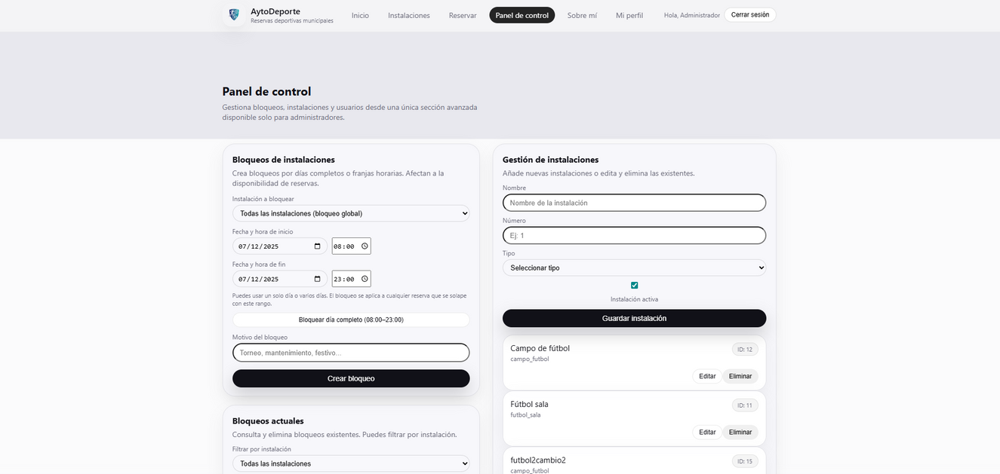 AytoDeporte
Reservas deportivas municipales
Inicio
Instalaciones
Reservar
Panel de control
Sobre mí
Mi perfil
Hola, Administrador
Cerrar sesión
Panel de control
Gestiona bloqueos, instalaciones y usuarios desde una única sección avanzada
disponible solo para administradores.
Bloqueos de instalaciones
Crea bloqueos por días completos o franjas horarias. Afectan a la
disponibilidad de reservas.
Instalación a bloquear
Todas las instalaciones (bloqueo global)
Fecha y hora de inicio
07/12/2025
08:00
Fecha y hora de fin
07/12/2025
23:00
Puedes usar un solo día o varios días. El bloqueo se aplica a cualquier reserva que se solape
con este rango.
Bloquear día completo (08:00–23:00)
Motivo del bloqueo
Torneo, mantenimiento, festivo...
Crear bloqueo
Bloqueos actuales
Consulta y elimina bloqueos existentes. Puedes filtrar por instalación.
Filtrar por instalación
Todas las instalaciones
Gestión de instalaciones
Añade nuevas instalaciones o edita y elimina las existentes.
Nombre
Nombre de la instalación
Número
Ej: 1
Tipo
Seleccionar tipo
Instalación activa
Guardar instalación
Campo de fútbol
ID: 12
campo_futbol
Editar
Eliminar
Fútbol sala
ID: 11
futbol_sala
Editar
Eliminar
futbol2cambio2
ID: 15
campo_futbol